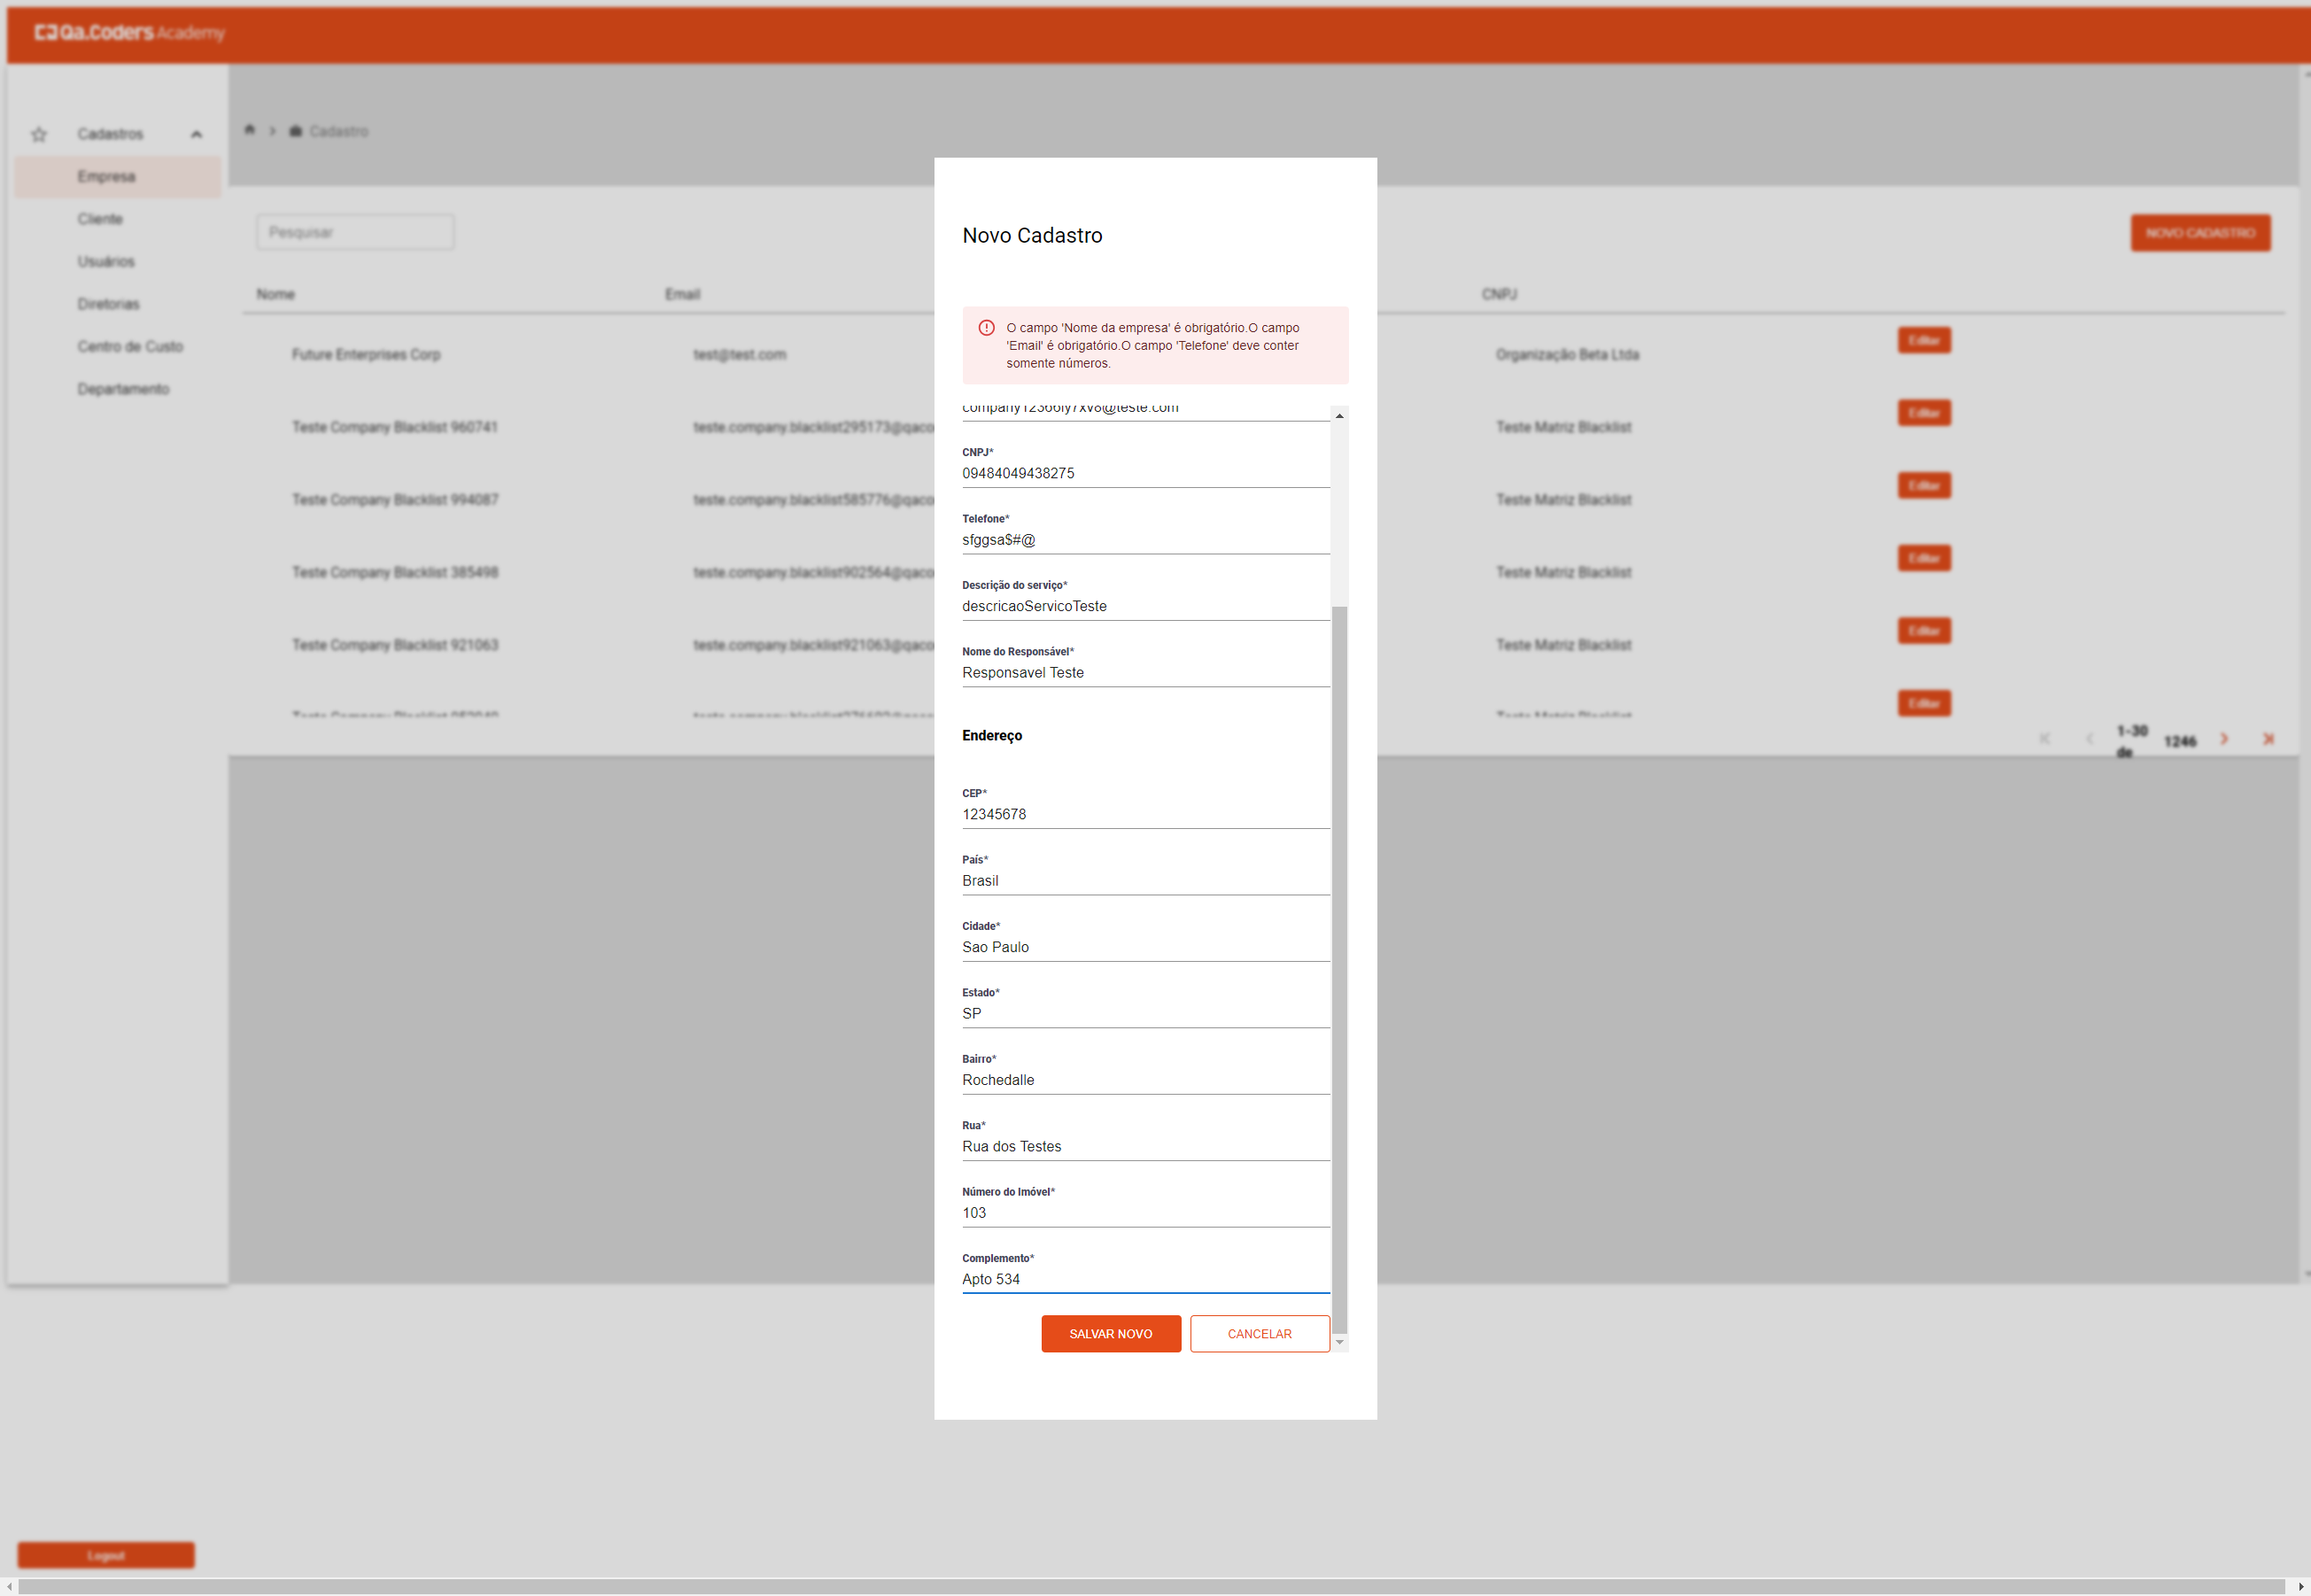 Qa.Coders Academy
Cadastros
Cadastro
Empresa
Cliente
Usuários
Diretorias
Centro de Custo
Departamento
Pesquisar
NOVO CADASTRO
Nome Email CNPJ
Future Enterprises Corp test@test.com Organização Beta Ltda Editar
Teste Company Blacklist 960741 teste.company.blacklist295173@qaco Teste Matriz Blacklist Editar
Teste Company Blacklist 994087 teste.company.blacklist585776@qaco Teste Matriz Blacklist Editar
Teste Company Blacklist 385498 teste.company.blacklist902564@qaco Teste Matriz Blacklist Editar
Teste Company Blacklist 921063 teste.company.blacklist921063@qaco Teste Matriz Blacklist Editar
Teste Company Blacklist Teste Matriz Blacklist Editar
1-30
de
1246
Novo Cadastro
O campo 'Nome da empresa' é obrigatório.O campo
'Email' é obrigatório.O campo 'Telefone' deve conter
somente números.
CNPJ*
09484049438275
Telefone*
sfggsa$#@
Descrição do serviço*
descricaoServicoTeste
Nome do Responsável*
Responsavel Teste
Endereço
CEP*
12345678
País*
Brasil
Cidade*
Sao Paulo
Estado*
SP
Bairro*
Rochedalle
Rua*
Rua dos Testes
Número do Imóvel*
103
Complemento*
Apto 534
SALVAR NOVO
CANCELAR
Logout